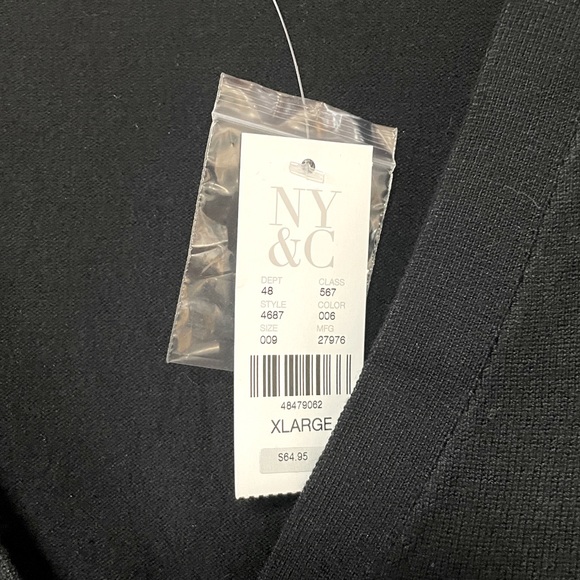 NY
&C
DEPT CLASS
48 567
STYLE COLOR
4687 006
SIZE MFG
009 27976
48479062
XLARGE
$64.95